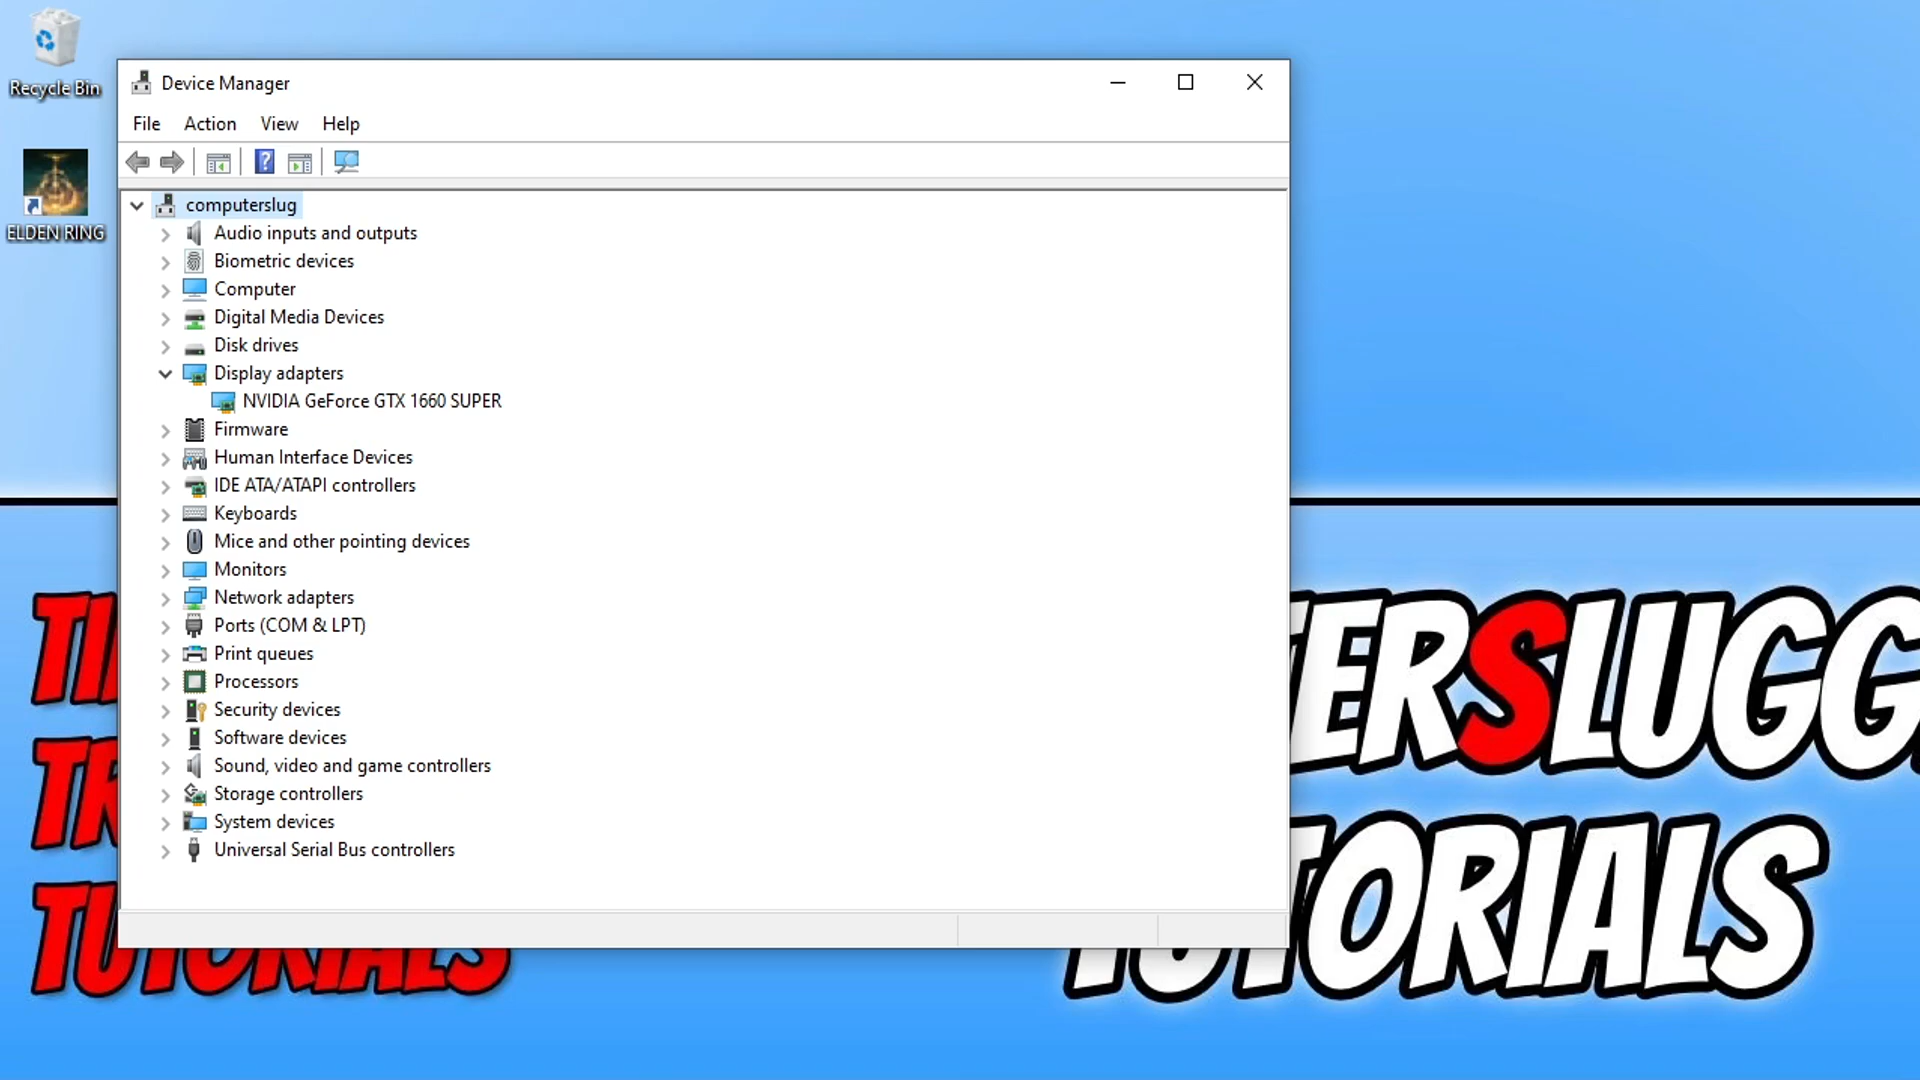 Recycle Bin
ELDEN RING
Device Manager
File Action View Help
computerslug
Audio inputs and outputs
Biometric devices
Computer
Digital Media Devices
Disk drives
Display adapters
NVIDIA GeForce GTX 1660 SUPER
Firmware
Human Interface Devices
IDE ATA/ATAPI controllers
Keyboards
Mice and other pointing devices
Monitors
Network adapters
Ports (COM & LPT)
Print queues
Processors
Security devices
Software devices
Sound, video and game controllers
Storage controllers
System devices
Universal Serial Bus controllers
TERSLUGG
TUTORIALS
TUTORIALS